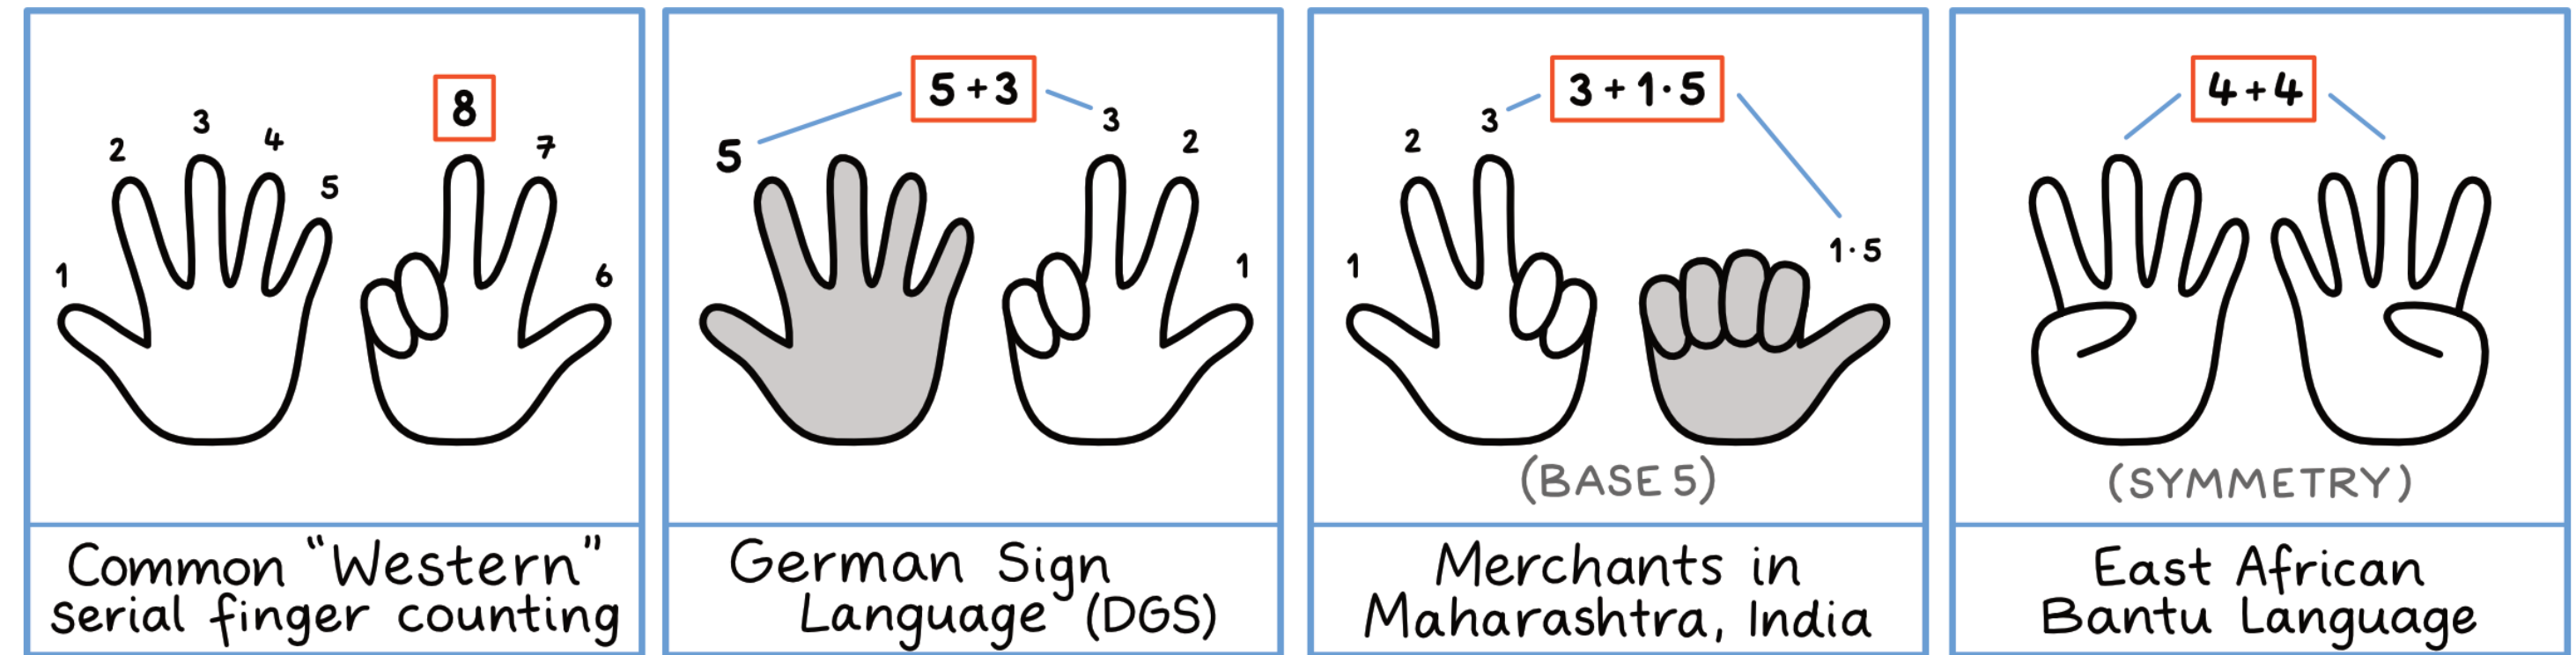 1
2
3
4
5
8
7
6
Common "Western"
serial finger counting
5+3
5
3
2
1
German Sign
Language (DGS)
3 + 1·5
1
2
3
1·5
(BASE 5)
Merchants in
Maharashtra, India
4+4
(SYMMETRY)
East African
Bantu Language